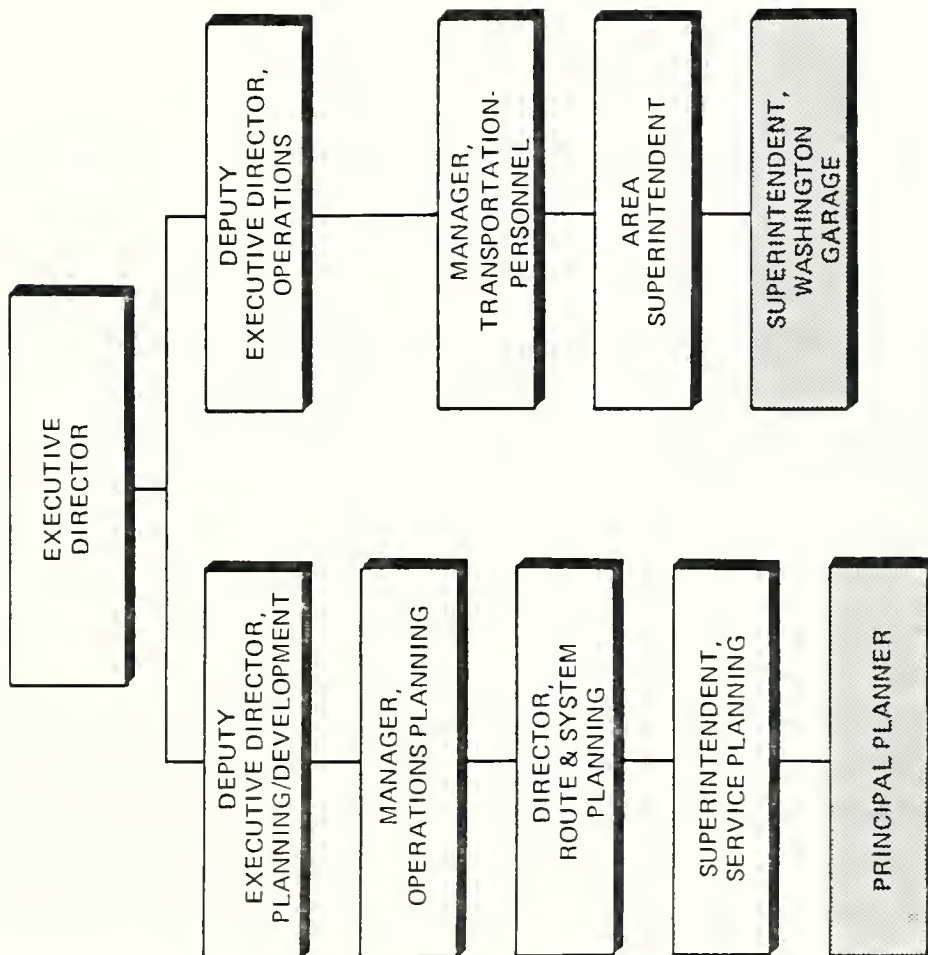 EXECUTIVE
DIRECTOR
DEPUTY
EXECUTIVE DIRECTOR,
PLANNING/DEVELOPMENT
MANAGER,
OPERATIONS PLANNING
DIRECTOR,
ROUTE & SYSTEM
PLANNING
SUPERINTENDENT,
SERVICE PLANNING
PRINCIPAL PLANNER
DEPUTY
EXECUTIVE DIRECTOR,
OPERATIONS
MANAGER,
TRANSPORTATION-
PERSONNEL
AREA
SUPERINTENDENT
SUPERINTENDENT,
WASHINGTON
GARAGE